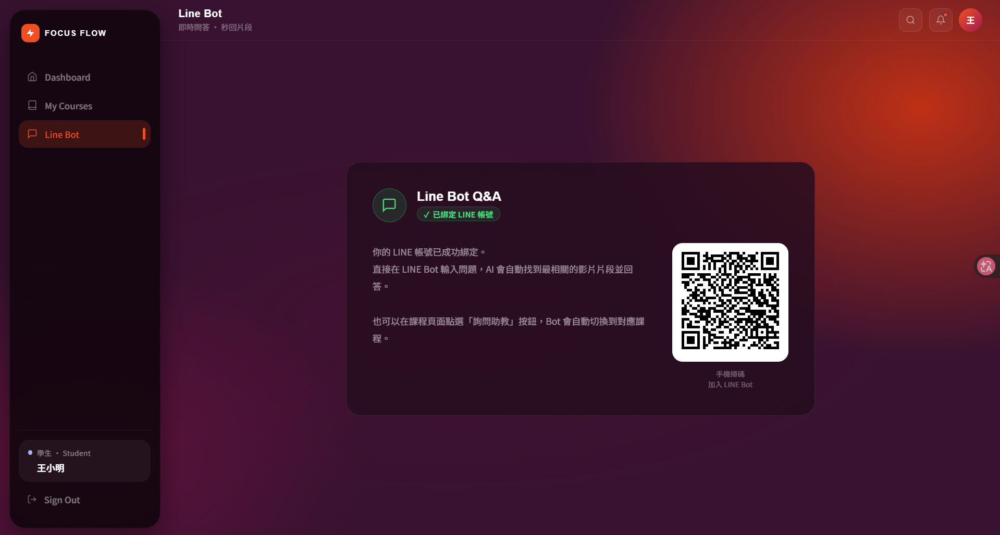 FOCUS FLOW
Dashboard
My Courses
Line Bot
學生 · Student
王小明
Sign Out
Line Bot
即時問答 · 秒回片段
王
Line Bot Q&A
✓ 已綁定 LINE 帳號
你的 LINE 帳號已成功綁定。
直接在 LINE Bot 輸入問題，AI 會自動找到最相關的影片片段並回
答。
也可以在課程頁面點選「詢問助教」按鈕，Bot 會自動切換到對應課
程。
手機掃碼
加入 LINE Bot